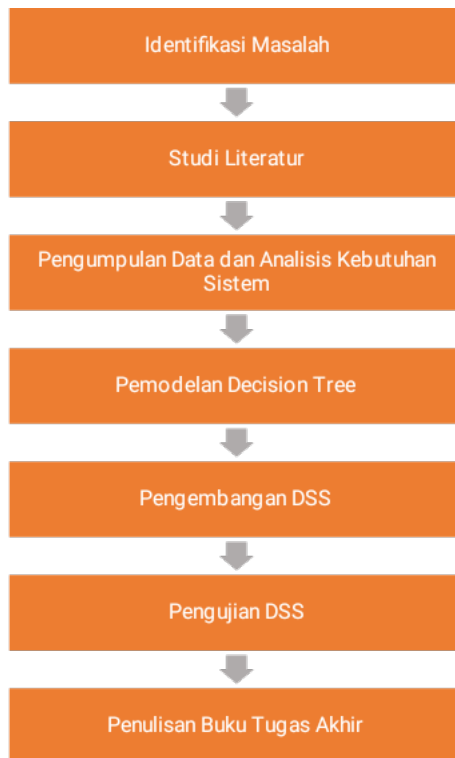 Identifikasi Masalah
Studi Literatur
Pengumpulan Data dan Analisis Kebutuhan
Sistem
Pemodelan Decision Tree
Pengembangan DSS
Pengujian DSS
Penulisan Buku Tugas Akhir